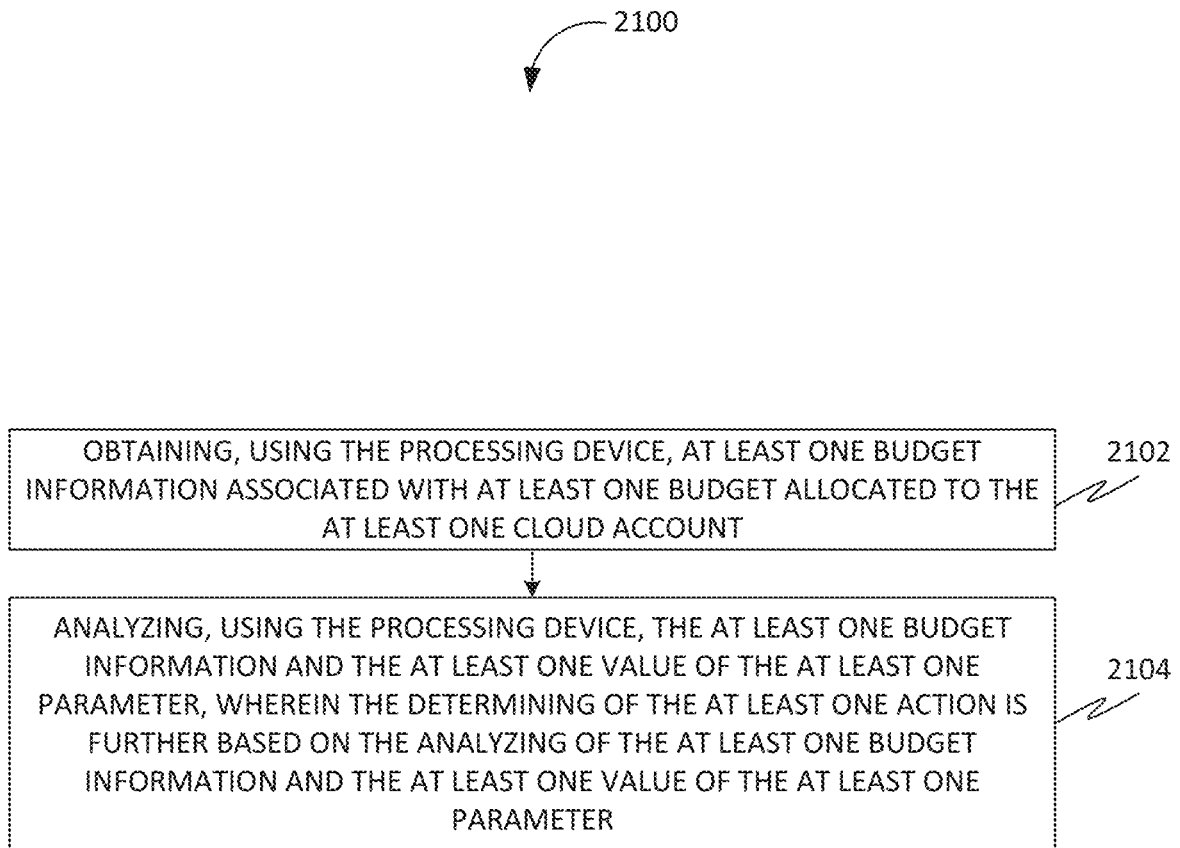 2100
OBTAINING, USING THE PROCESSING DEVICE, AT LEAST ONE BUDGET
INFORMATION ASSOCIATED WITH AT LEAST ONE BUDGET ALLOCATED TO THE
AT LEAST ONE CLOUD ACCOUNT
2102
ANALYZING, USING THE PROCESSING DEVICE, THE AT LEAST ONE BUDGET
INFORMATION AND THE AT LEAST ONE VALUE OF THE AT LEAST ONE
PARAMETER, WHEREIN THE DETERMINING OF THE AT LEAST ONE ACTION IS
FURTHER BASED ON THE ANALYZING OF THE AT LEAST ONE BUDGET
INFORMATION AND THE AT LEAST ONE VALUE OF THE AT LEAST ONE
PARAMETER
2104